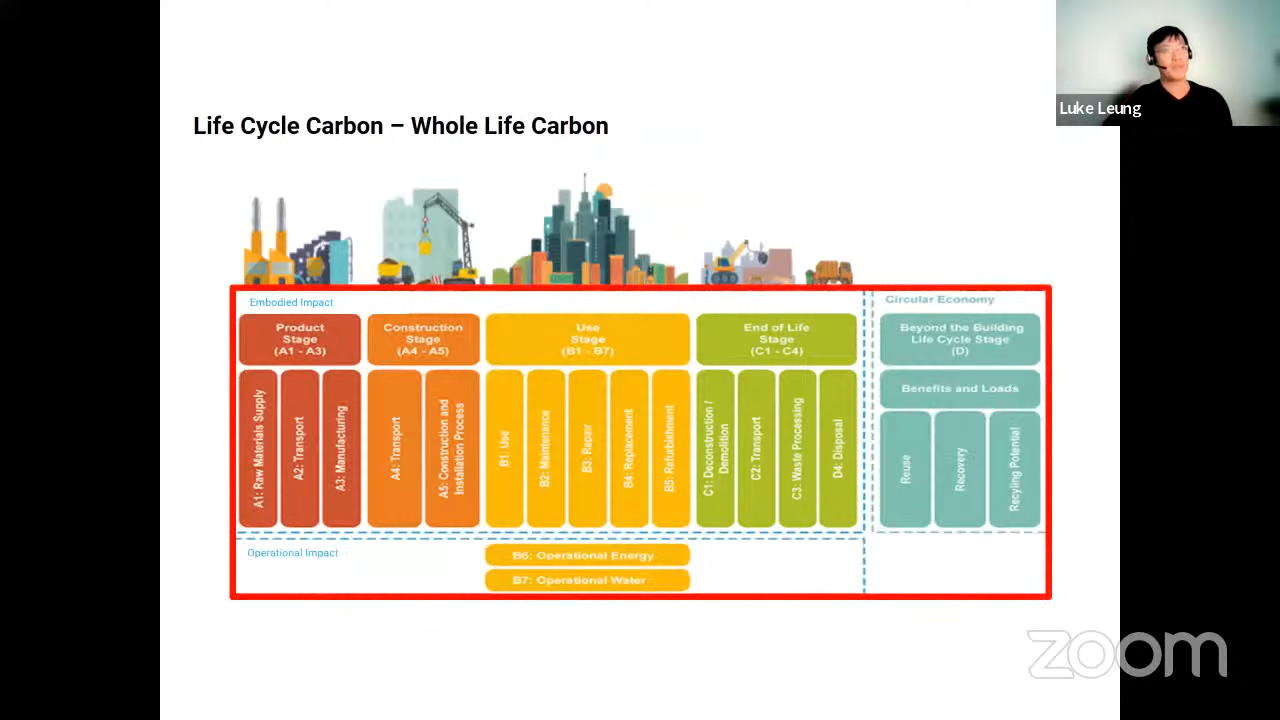 Luke Leung
Life Cycle Carbon – Whole Life Carbon
Embodied Impact
Circular Economy
Product
Stage
(A1 - A3)
Construction
Stage
(A4 - A5)
Use
Stage
(B1 - B7)
End of Life
Stage
(C1 - C4)
Beyond the Building
Life Cycle Stage
(D)
Benefits and Loads
A1: Raw Materials Supply
A2: Transport
A3: Manufacturing
A4: Transport
A5: Construction and
Installation Process
B1: Use
B2: Maintenance
B3: Repair
B4: Replacement
B5: Refurbishment
C1: Deconstruction /
Demolition
C2: Transport
C3: Waste Processing
D4: Disposal
Reuse
Recovery
Recyling Potential
Operational Impact
B6: Operational Energy
B7: Operational Water
zoom